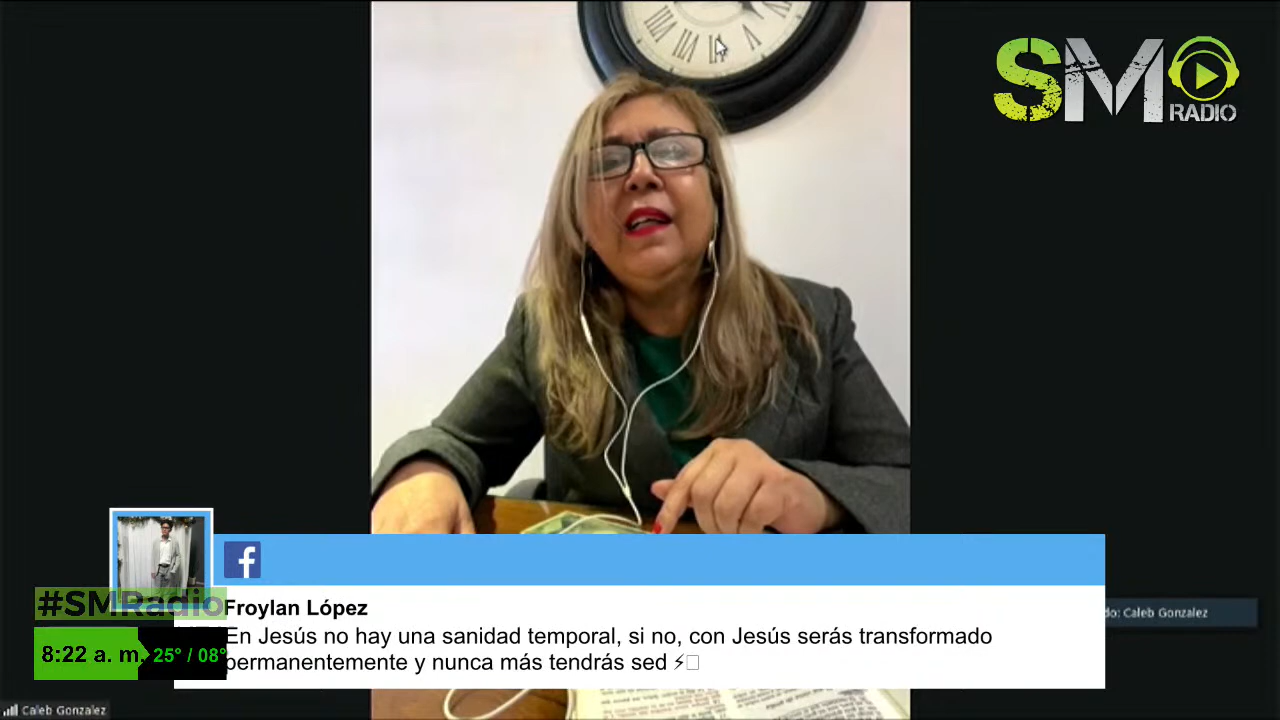 SM
RADIO
Froylan López
En Jesús no hay una sanidad temporal, si no, con Jesús serás transformado
permanentemente y nunca más tendrás sed ⚡
#SMRadio
8:22 a. m.
25° / 08°
do: Caleb Gonzalez
Caleb Gonzalez